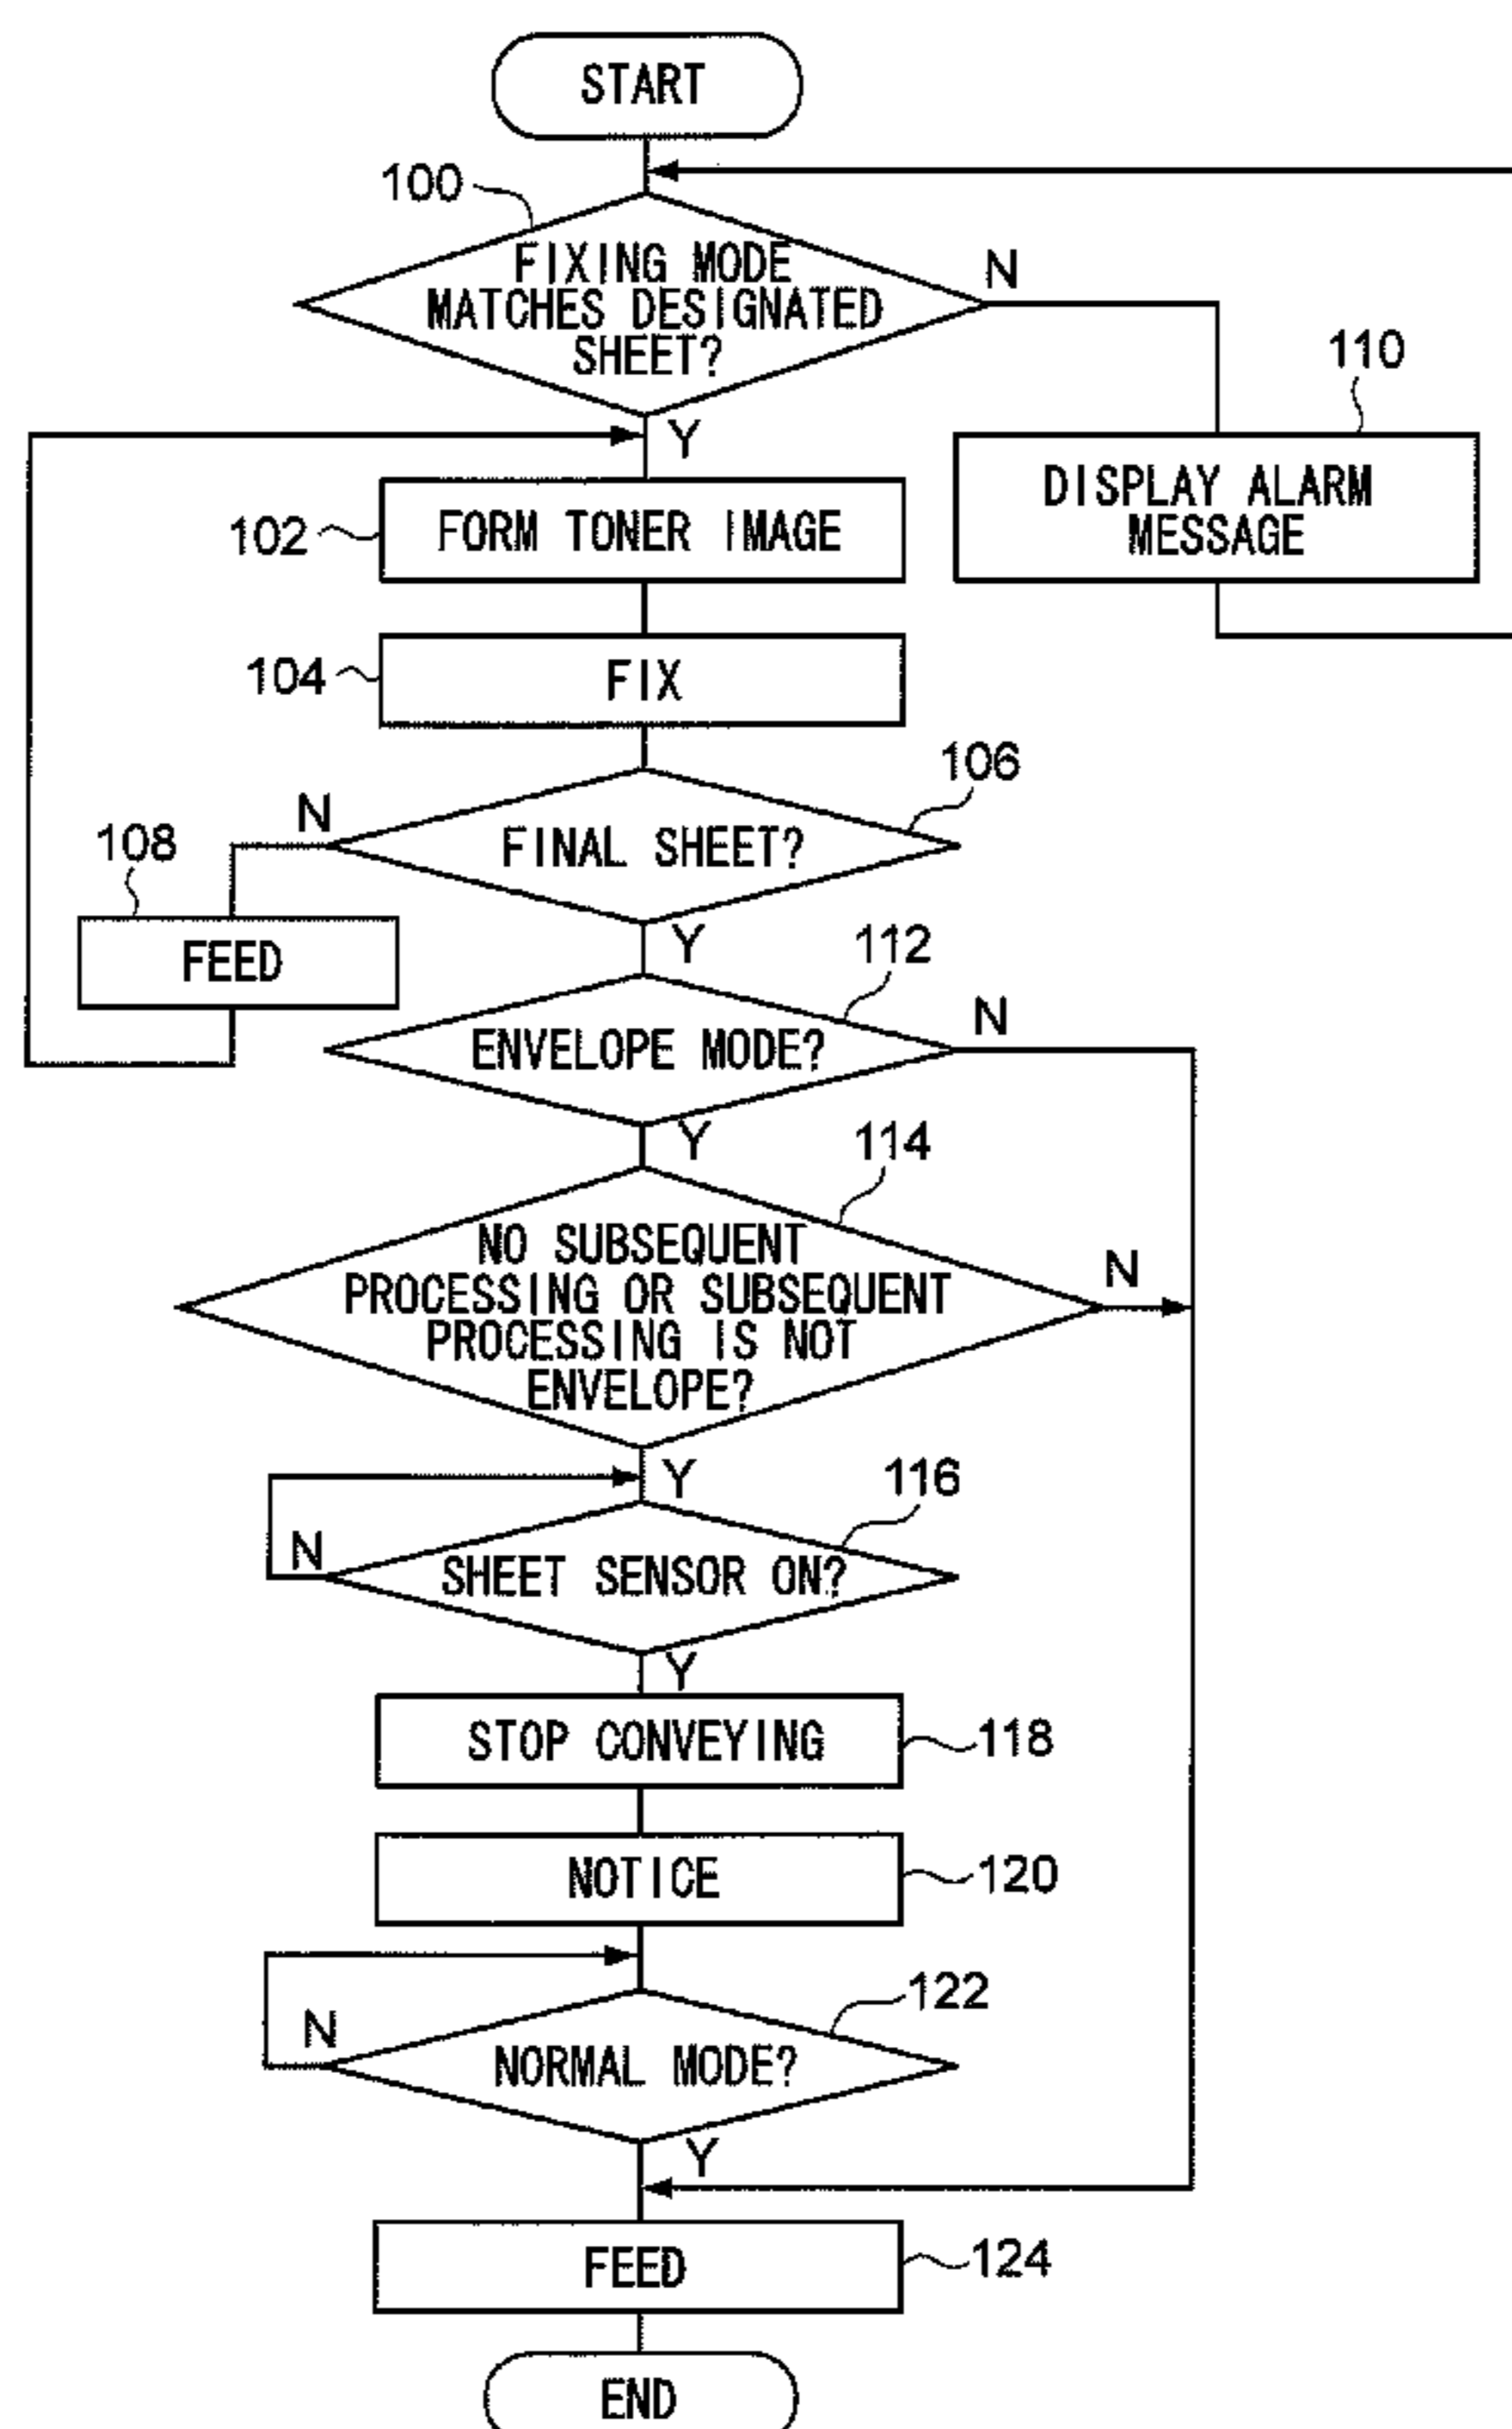 START
100
FIXING MODE
MATCHES DESIGNATED
SHEET?
N
Y
110
DISPLAY ALARM
MESSAGE
102
FORM TONER IMAGE
104
FIX
106
FINAL SHEET?
N
108
FEED
Y
112
ENVELOPE MODE?
N
Y
114
NO SUBSEQUENT
PROCESSING OR SUBSEQUENT
PROCESSING IS NOT
ENVELOPE?
N
Y
116
SHEET SENSOR ON?
N
Y
STOP CONVEYING
118
NOTICE
120
122
NORMAL MODE?
N
Y
FEED
124
END